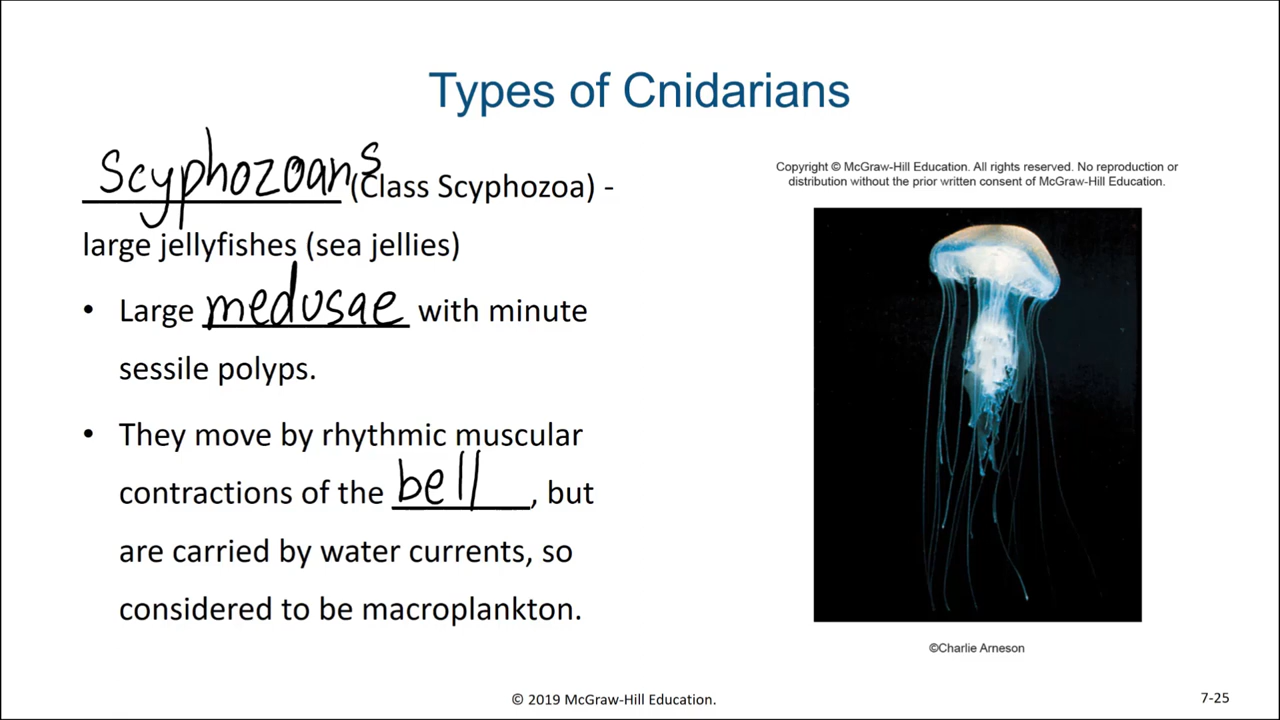 Types of Cnidarians
Scyphozoans (Class Scyphozoa) -
large jellyfishes (sea jellies)
• Large medusae with minute
sessile polyps.
• They move by rhythmic muscular
contractions of the bell, but
are carried by water currents, so
considered to be macroplankton.
Copyright © McGraw-Hill Education. All rights reserved. No reproduction or
distribution without the prior written consent of McGraw-Hill Education.
©Charlie Arneson
© 2019 McGraw-Hill Education.
7-25